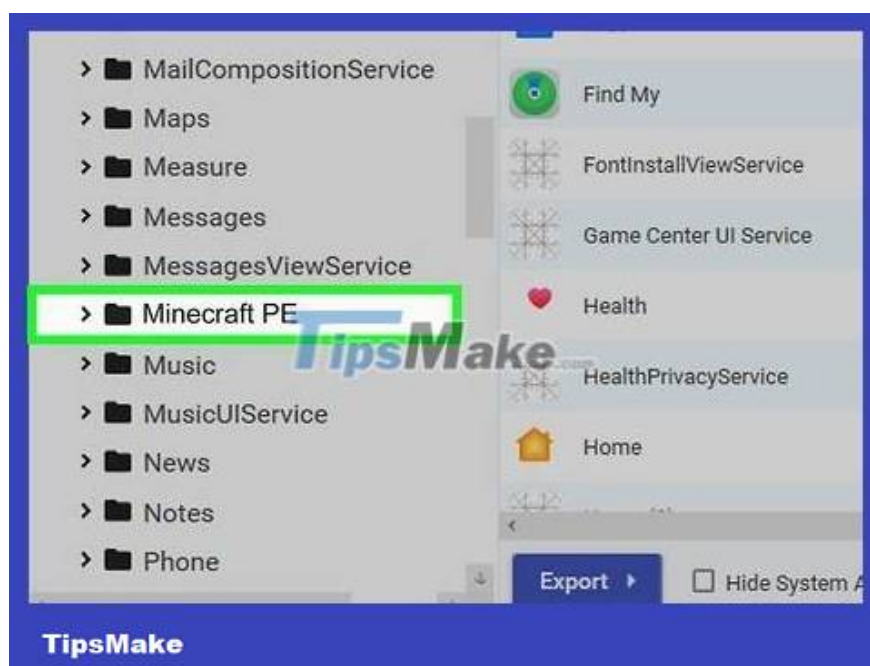 MailCompositionService
Maps
Measure
Messages
MessagesViewService
Minecraft PE
Music
MusicUIService
News
Notes
Phone
Find My
FontInstallViewService
Game Center UI Service
Health
HealthPrivacyService
Home
Export
Hide System A
TipsMake
.com
TipsMake